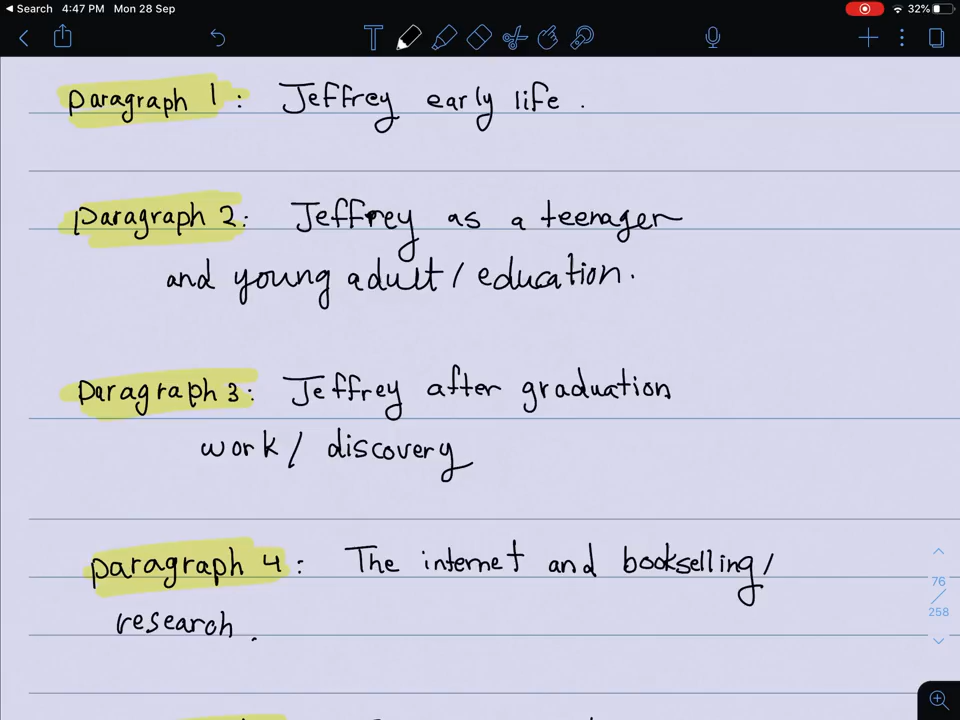 Search 4:47 PM Mon 28 Sep 32%
T
paragraph 1: Jeffrey early life.
paragraph 2: Jeffrey as a teenager
and young adult / education.
paragraph 3: Jeffrey after graduation
work / discovery
paragraph 4: The internet and bookselling /
research.
76
/
258